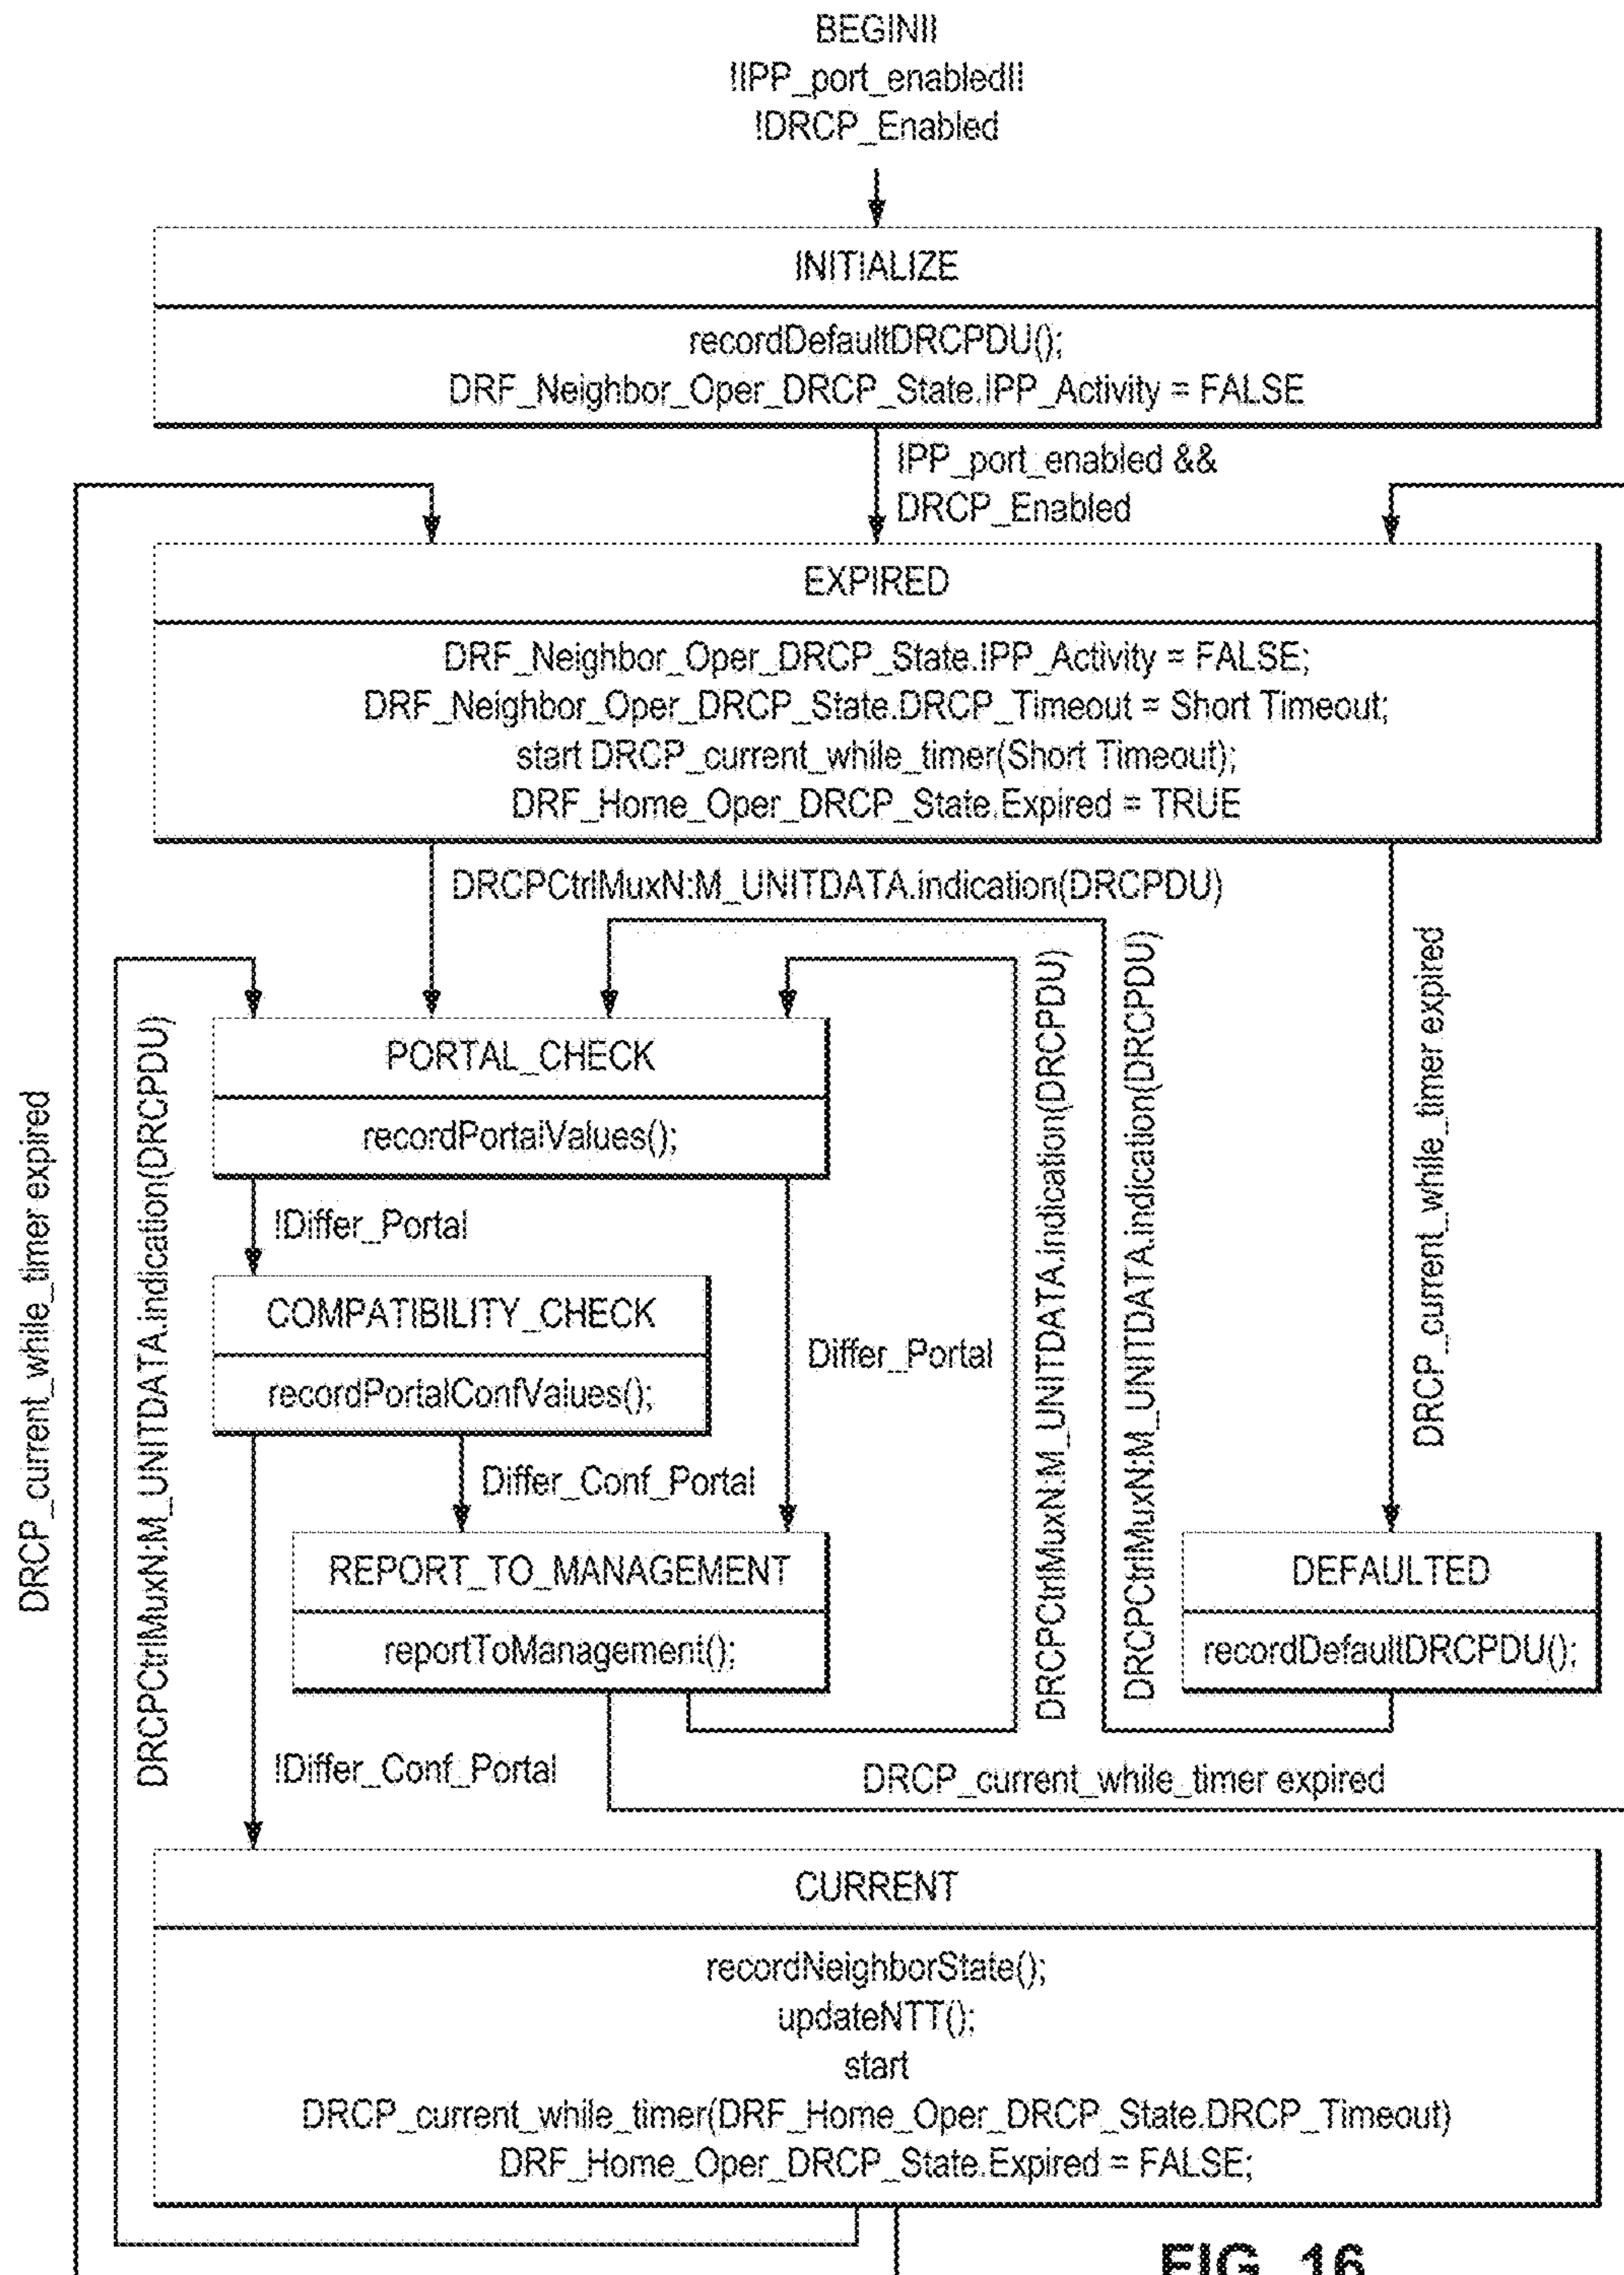 BEGIN||
!IPP_port_enabled||
!DRCP_Enabled
INITIALIZE
recordDefaultDRCPDU();
DRF_Neighbor_Oper_DRCP_State.IPP_Activity = FALSE
IPP_port_enabled &&
DRCP_Enabled
EXPIRED
DRF_Neighbor_Oper_DRCP_State.IPP_Activity = FALSE;
DRF_Neighbor_Oper_DRCP_State.DRCP_Timeout = Short Timeout;
start DRCP_current_while_timer(Short Timeout);
DRF_Home_Oper_DRCP_State.Expired = TRUE
DRCPCtrlMuxN:M_UNITDATA.indication(DRCPDU)
DRCP_current_while_timer expired
DRCPCtrlMuxN:M_UNITDATA.indication(DRCPDU)
PORTAL_CHECK
recordPortalValues();
!Differ_Portal
COMPATIBILITY_CHECK
recordPortalConfValues();
Differ_Portal
DRCPCtrlMuxN:M_UNITDATA.indication(DRCPDU)
DRCPCtrlMuxN:M_UNITDATA.indication(DRCPDU)
DRCP_current_while_timer expired
Differ_Conf_Portal
REPORT_TO_MANAGEMENT
reportToManagement();
DEFAULTED
recordDefaultDRCPDU();
!Differ_Conf_Portal
DRCP_current_while_timer expired
CURRENT
recordNeighborState();
updateNTT();
start
DRCP_current_while_timer(DRF_Home_Oper_DRCP_State.DRCP_Timeout)
DRF_Home_Oper_DRCP_State.Expired = FALSE;
FIG. 16